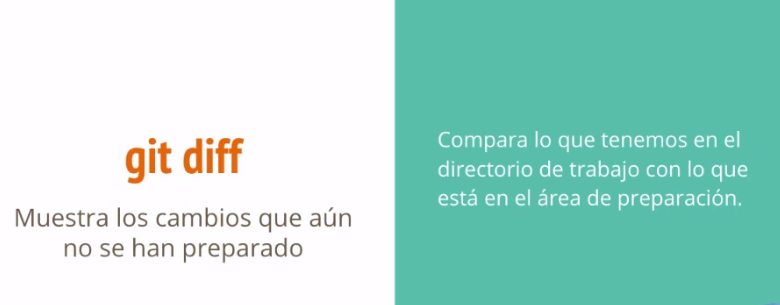 git diff
Muestra los cambios que aún
no se han preparado
Compara lo que tenemos en el
directorio de trabajo con lo que
está en el área de preparación.